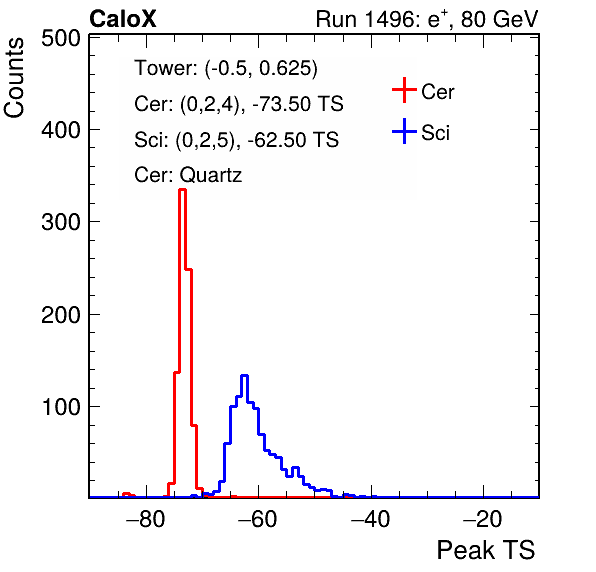 CaloX Run 1496: e⁺, 80 GeV
Counts
500
400
300
200
100
Tower: (-0.5, 0.625)
Cer: (0,2,4), -73.50 TS
Sci: (0,2,5), -62.50 TS
Cer: Quartz
Cer
Sci
−80 −60 −40 −20
Peak TS